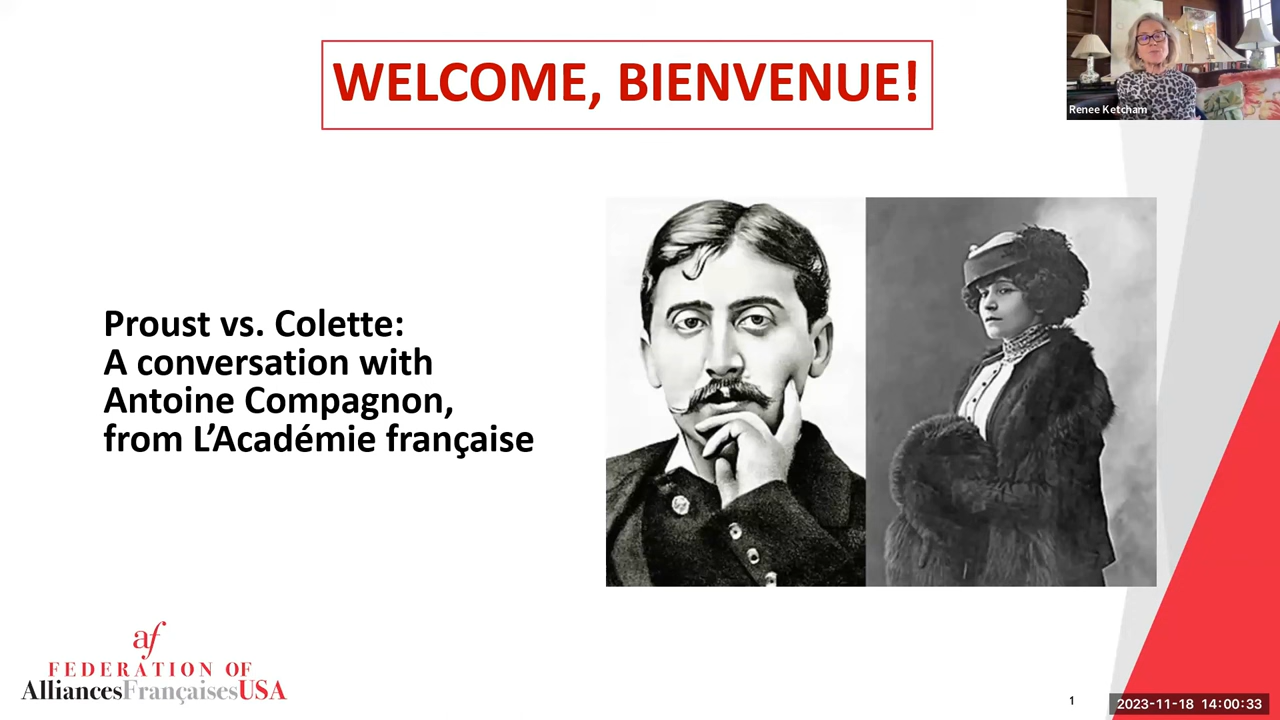 WELCOME, BIENVENUE!
Renee Ketcham
Proust vs. Colette:
A conversation with
Antoine Compagnon,
from L’Académie française
af
FEDERATION OF
AlliancesFrançaisesUSA
1
2023-11-18 14:00:33